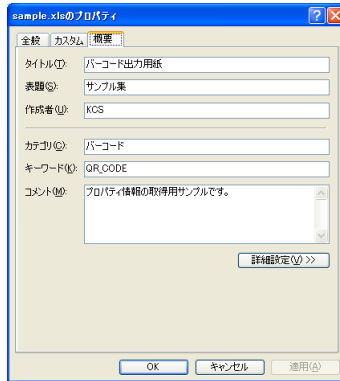 sample.xlsのプロパティ
全般 カスタム 概要
タイトル(T): バーコード出力用紙
表題(S): サンプル集
作成者(U): KCS
カテゴリ(C): バーコード
キーワード(K): QR_CODE
コメント(M): プロパティ情報の取得用サンプルです。
詳細設定(V) >>
OK キャンセル 適用(A)